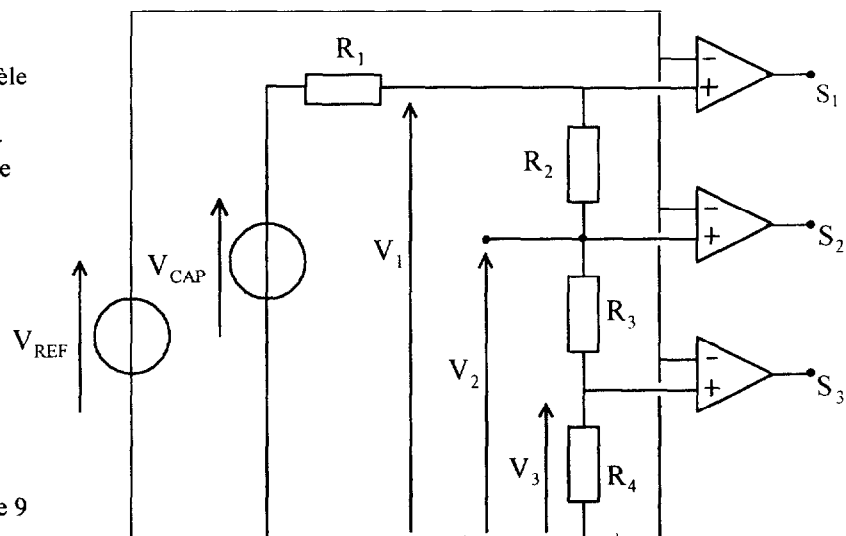 R1
èle
-
+
S1
e
R2
-
+
S2
V1
VCAP
R3
VREF
-
+
S3
V2
V3
R4
e 9